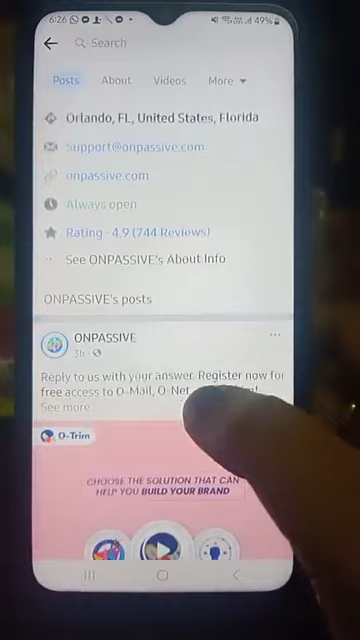 6:26 49%
Search
Posts About Videos More
Orlando, FL, United States, Florida
Support@onpassive.com
onpassive.com
Always open
Rating · 4.9 (744 Reviews)
See ONPASSIVE's About Info
ONPASSIVE's posts
ONPASSIVE
3h ·
Reply to us with your answer. Register now for
free access to O-Mail, O-Net
See more
O-Trim
CHOOSE THE SOLUTION THAT CAN
HELP YOU BUILD YOUR BRAND